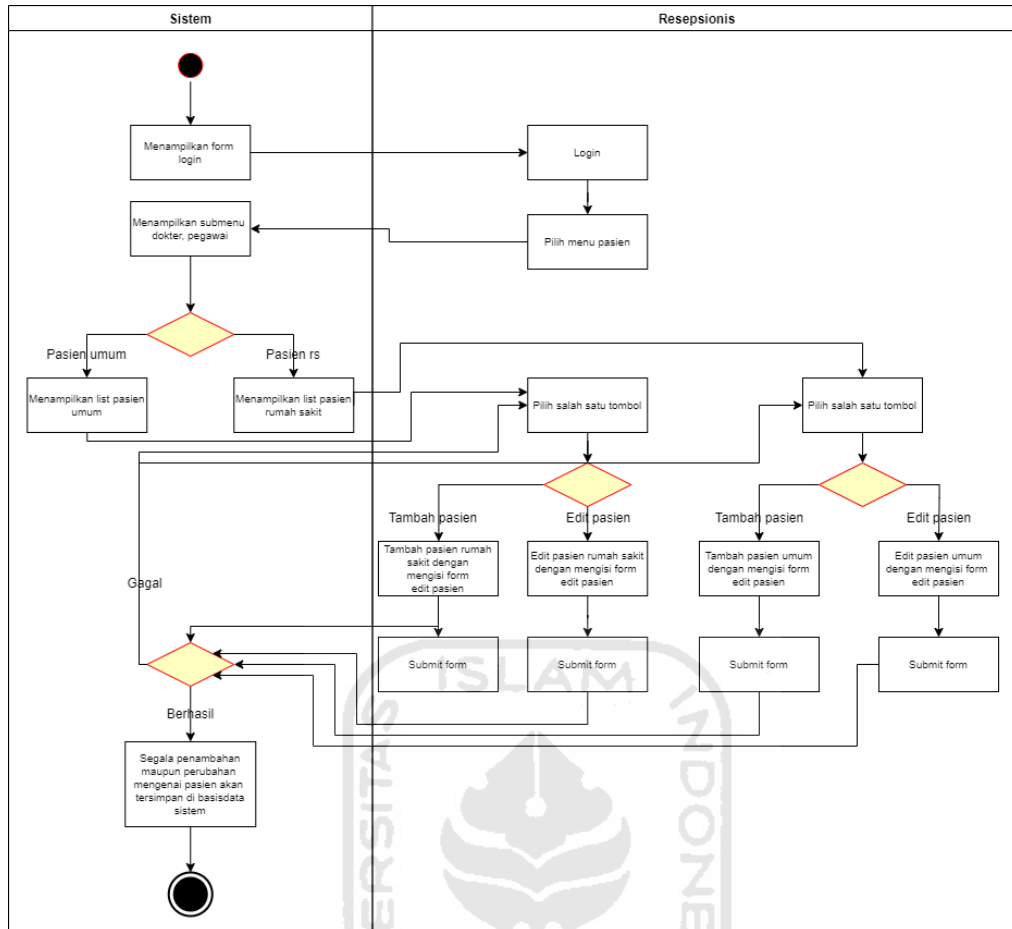 Sistem
Resepsionis
Menampilkan form
login
Login
Menampilkan submenu
dokter, pegawai
Pilih menu pasien
Pasien umum
Pasien rs
Menampilkan list pasien
umum
Menampilkan list pasien
rumah sakit
Pilih salah satu tombol
Pilih salah satu tombol
Tambah pasien
Edit pasien
Tambah pasien
Edit pasien
Tambah pasien rumah
sakit dengan
mengisi form
edit pasien
Edit pasien rumah sakit
dengan mengisi form
edit pasien
Tambah pasien umum
dengan mengisi form
edit pasien
Edit pasien umum
dengan mengisi form
edit pasien
Gagal
Submit form
Submit form
Submit form
Submit form
Berhasil
Segala penambahan
maupun perubahan
mengenai pasien akan
tersimpan di basisdata
sistem
ERSITAS
ISLAM
INDONE